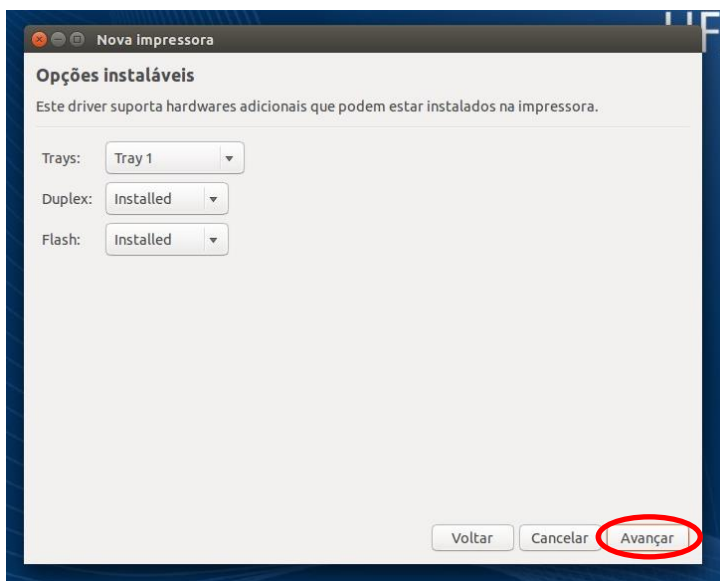 Nova impressora
Opções instaláveis
Este driver suporta hardwares adicionais que podem estar instalados na impressora.
Trays: Tray 1
Duplex: Installed
Flash: Installed
Voltar Cancelar Avançar